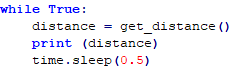 while True:
    distance = get_distance()
    print (distance)
    time.sleep(0.5)